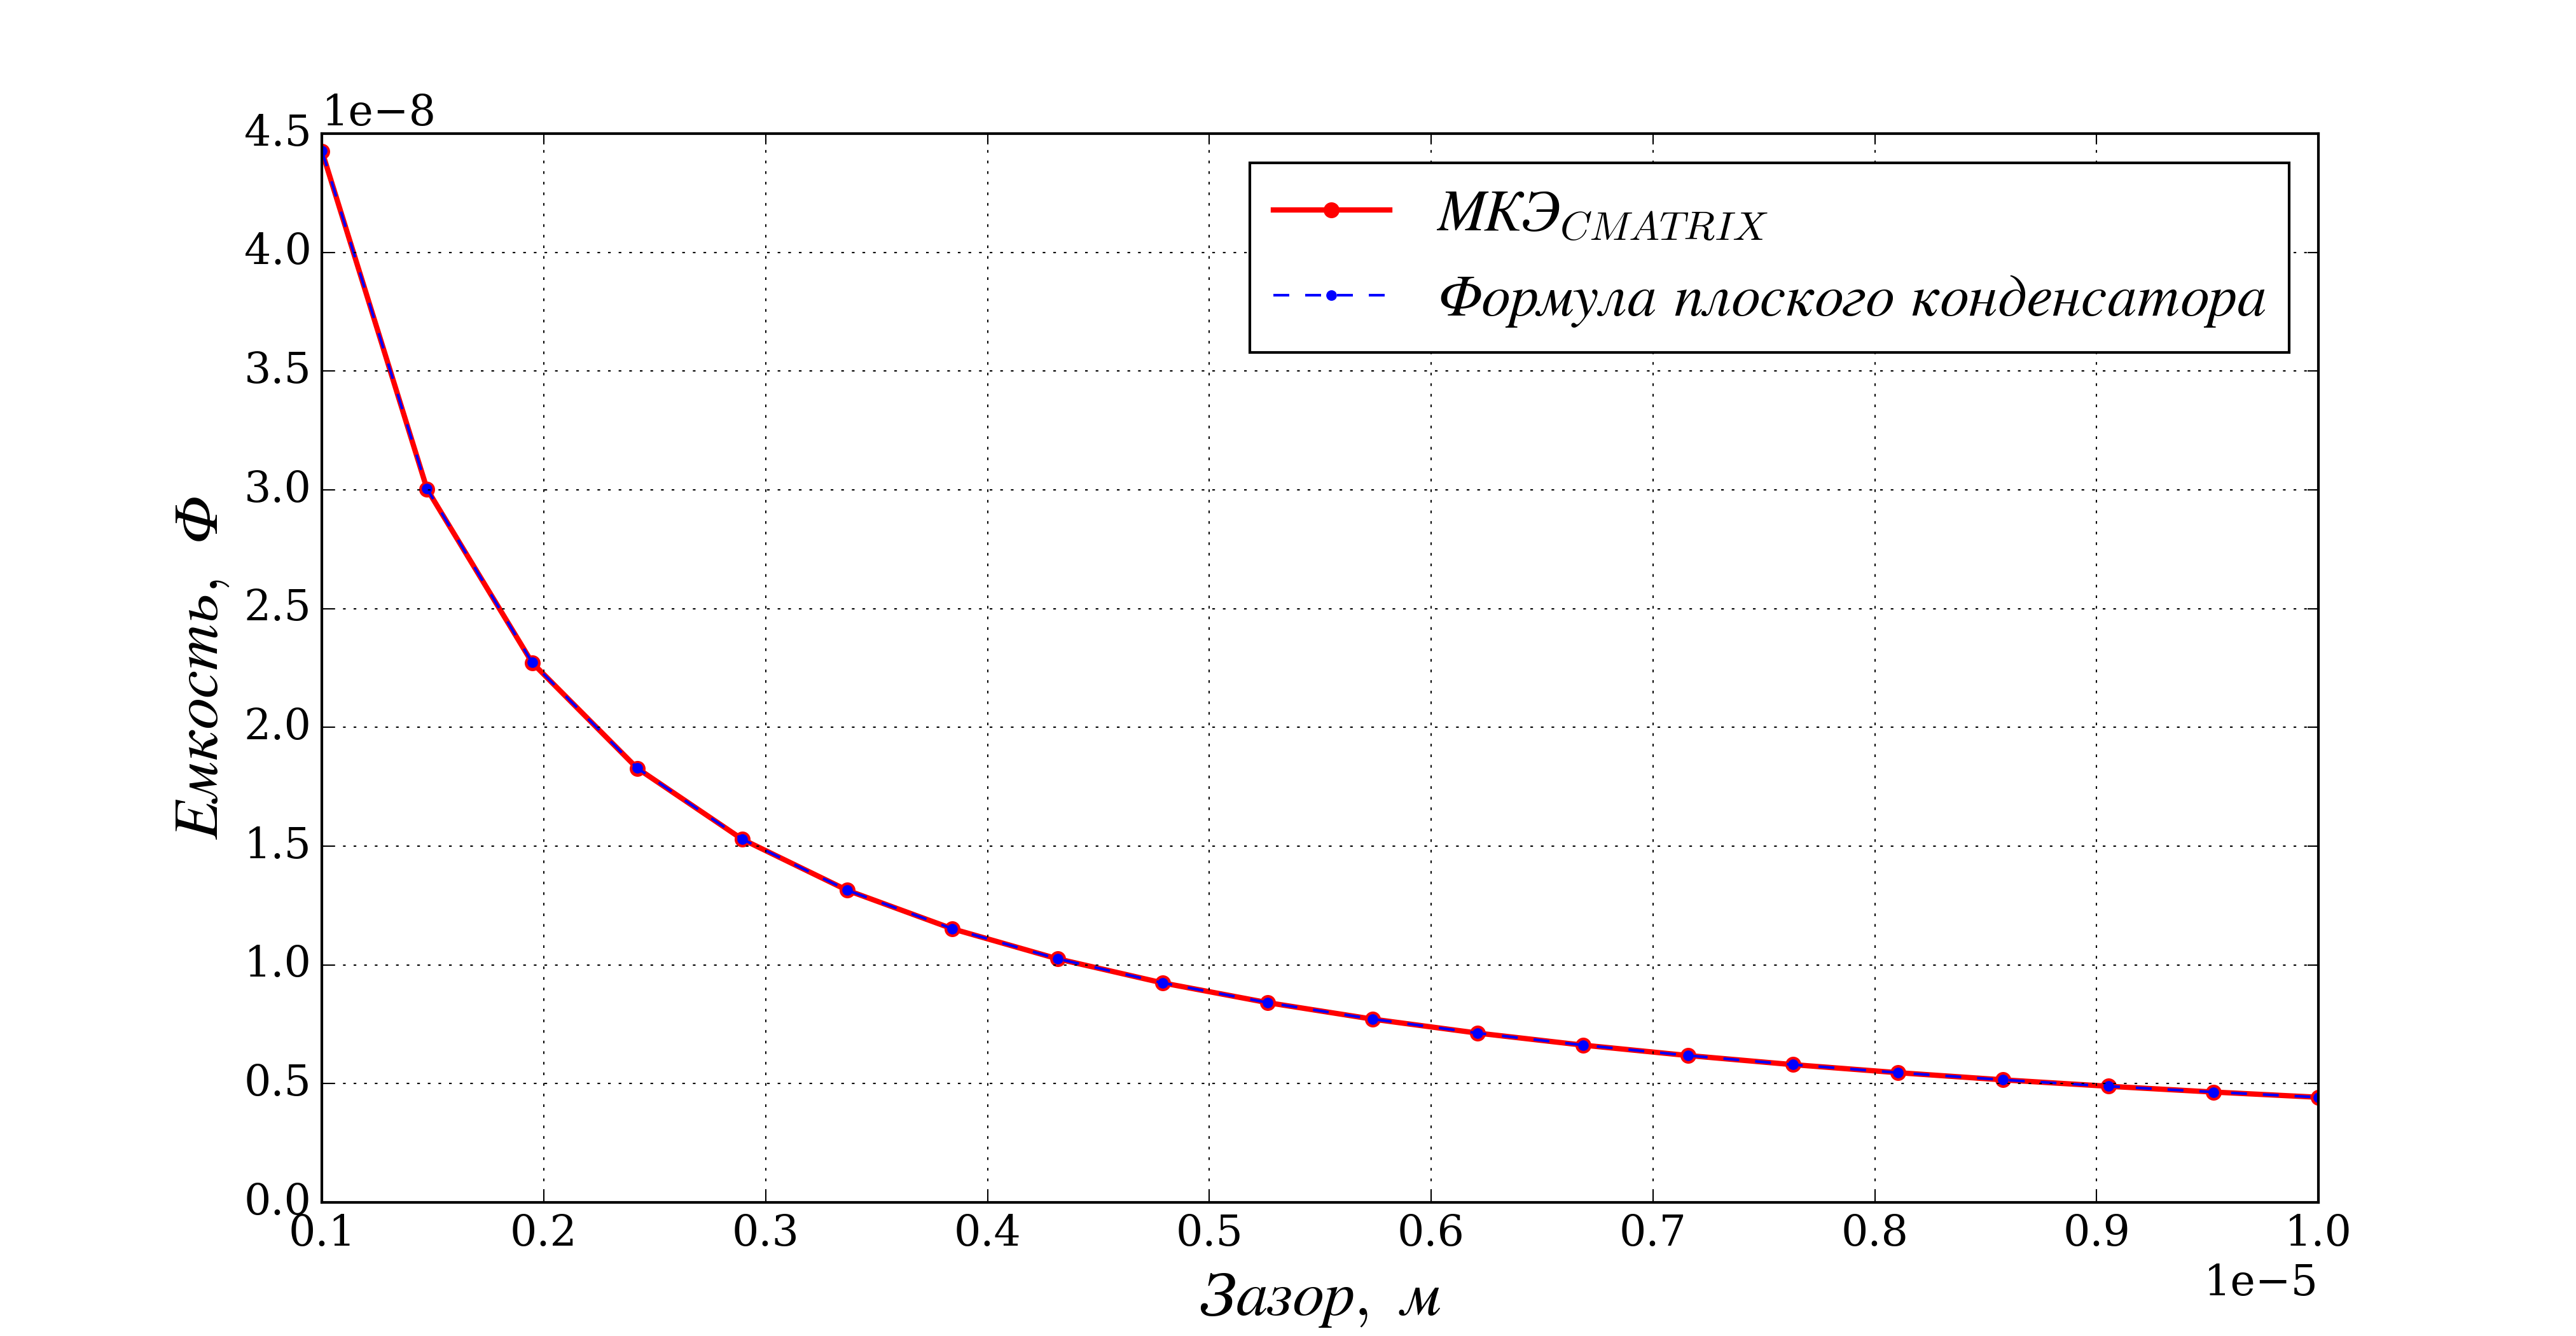 1e−8
4.5
4.0
3.5
3.0
2.5
2.0
1.5
1.0
0.5
0.0
Емкость, Ф
МКЭCMATRIX
Формула плоского конденсатора
0.1 0.2 0.3 0.4 0.5 0.6 0.7 0.8 0.9 1.0
1e−5
Зазор, м